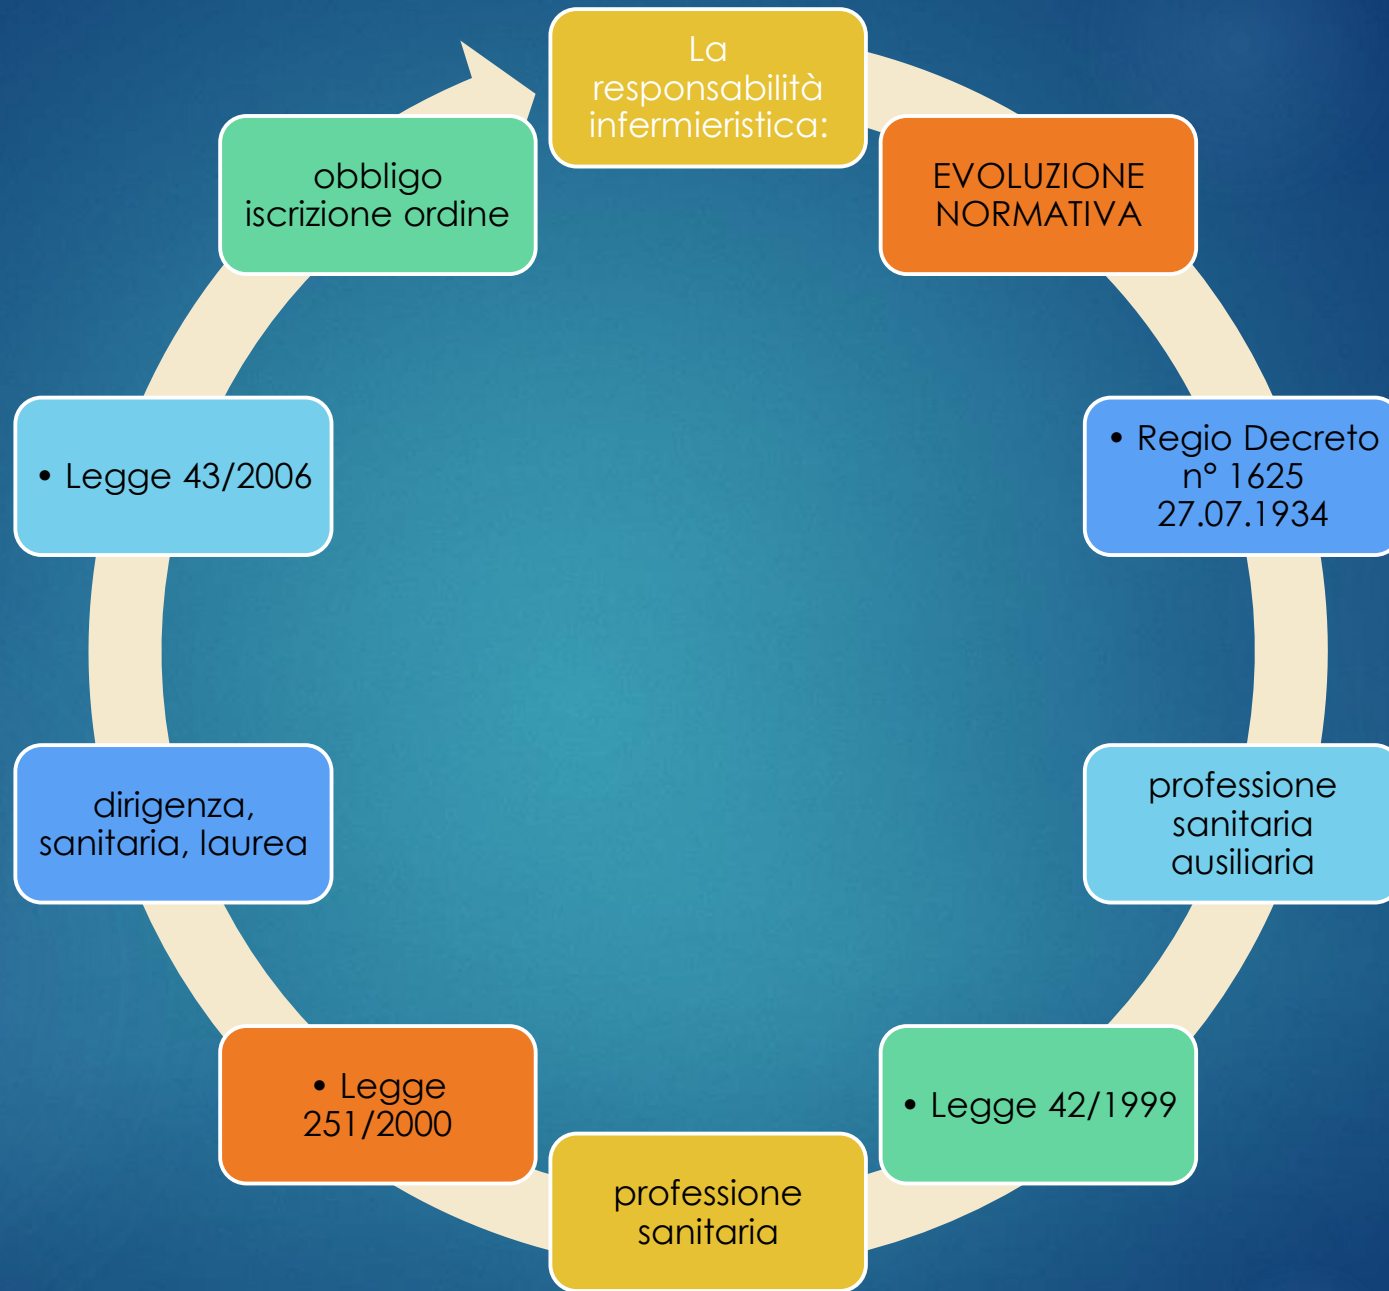 La
responsabilità
infermieristica:
EVOLUZIONE
NORMATIVA
• Regio Decreto
n° 1625
27.07.1934
professione
sanitaria
ausiliaria
• Legge 42/1999
professione
sanitaria
• Legge
251/2000
dirigenza,
sanitaria, laurea
• Legge 43/2006
obbligo
iscrizione ordine